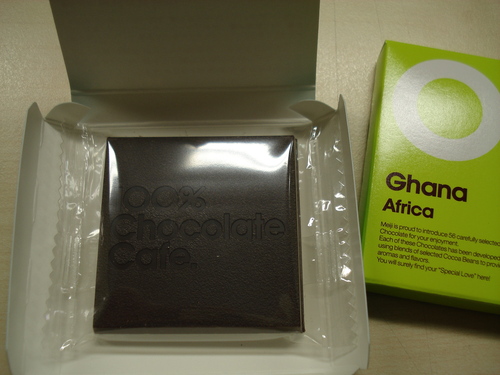 100%
Chocolate
Ghana
Africa
Meiji is proud to introduce 56 carefully selected
Chocolate for your enjoyment.
Each of these Chocolates has been developed
using blends of selected Cocoa Beans to
aromas and flavors.
You will surely find your "Special Love" here!